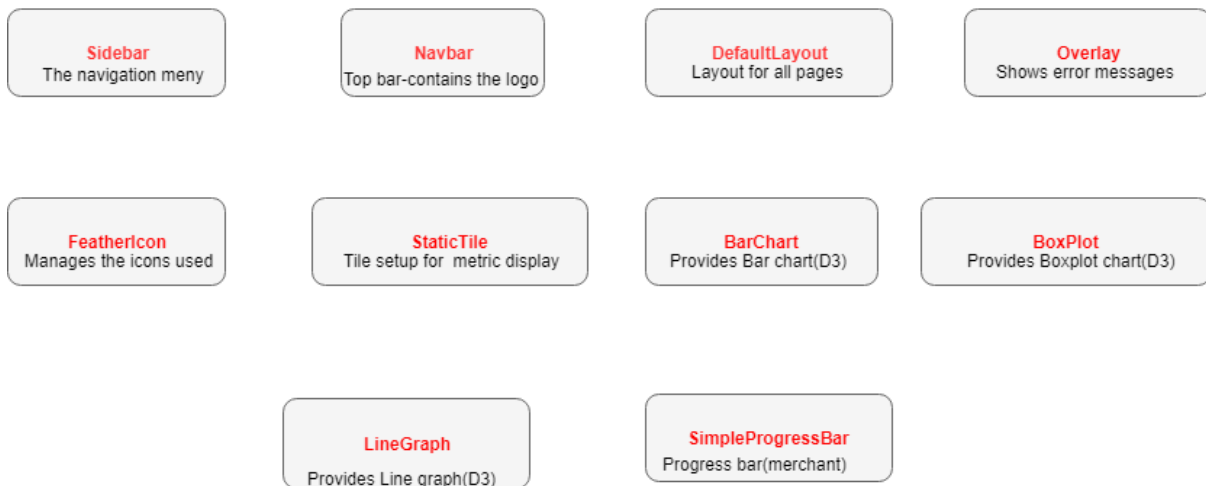 Sidebar
The navigation meny
Navbar
Top bar-contains the logo
DefaultLayout
Layout for all pages
Overlay
Shows error messages
FeatherIcon
Manages the icons used
StaticTile
Tile setup for metric display
BarChart
Provides Bar chart(D3)
BoxPlot
Provides Boxplot chart(D3)
LineGraph
Provides Line graph(D3)
SimpleProgressBar
Progress bar(merchant)